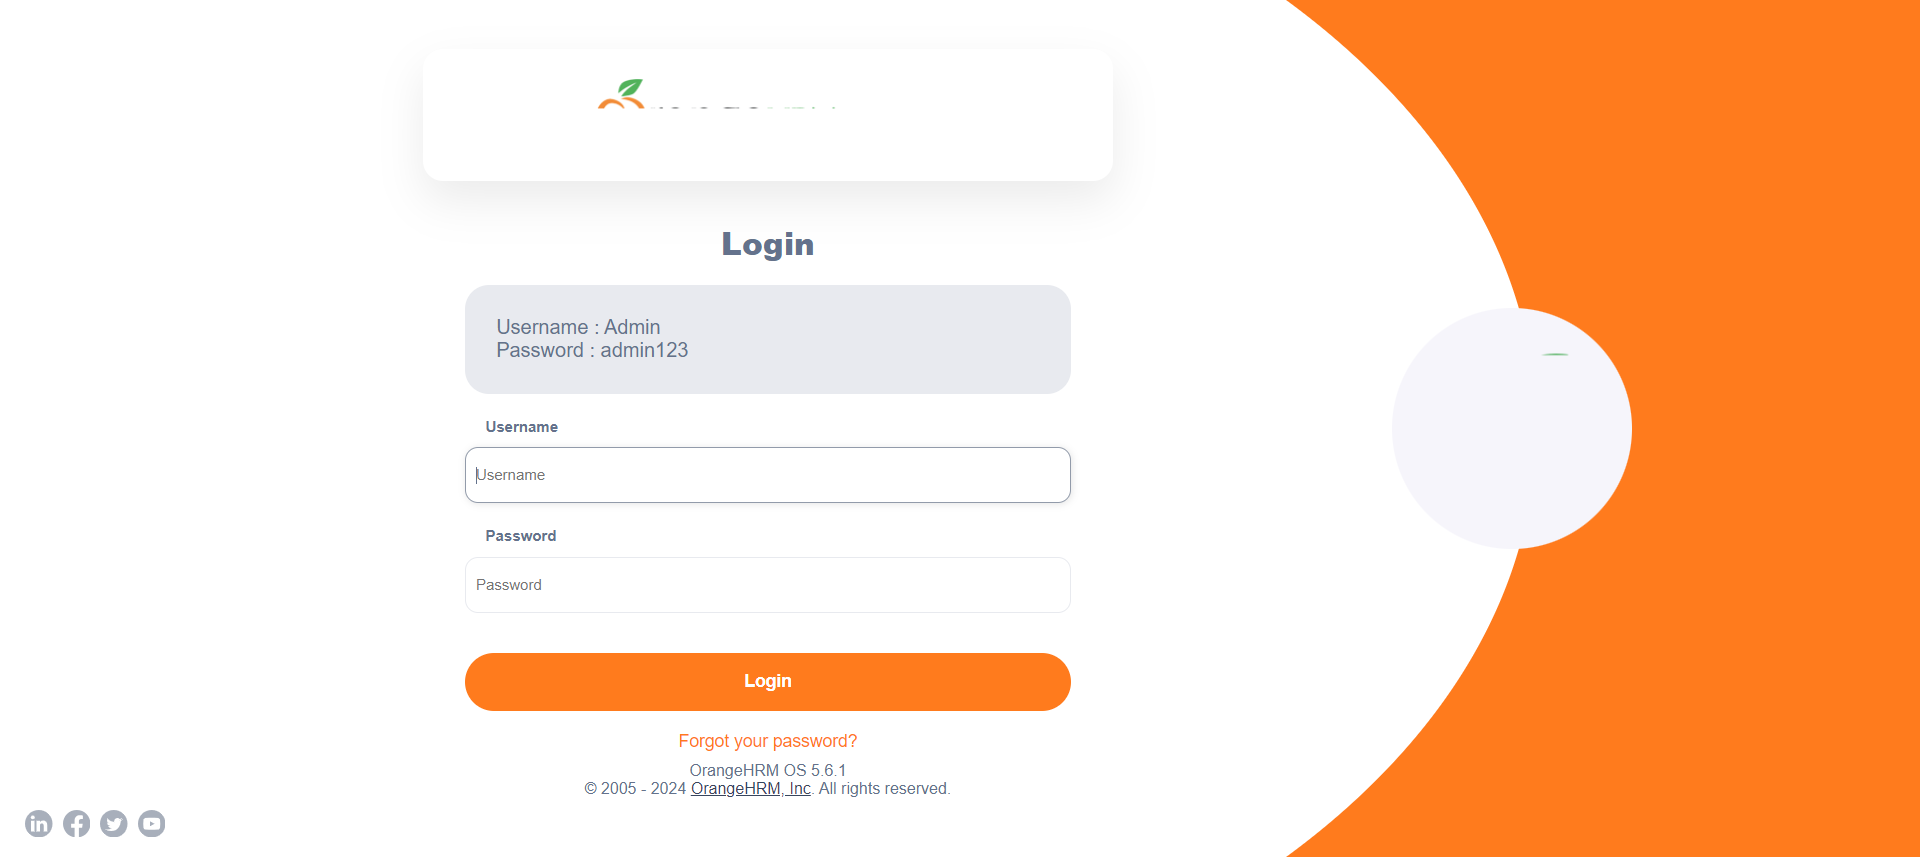 Login
Username : Admin
Password : admin123
Username
Username
Password
Password
Login
Forgot your password?
OrangeHRM OS 5.6.1
© 2005 - 2024 OrangeHRM, Inc. All rights reserved.